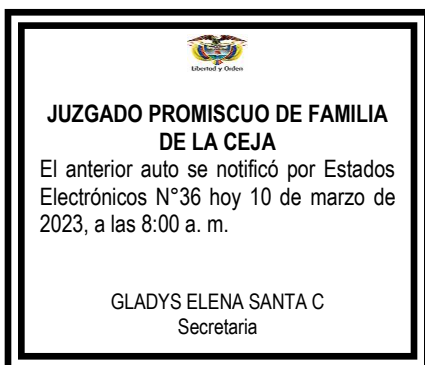 Libertad y Orden
JUZGADO PROMISCUO DE FAMILIA
DE LA CEJA
El anterior auto se notificó por Estados
Electrónicos N°36 hoy 10 de marzo de
2023, a las 8:00 a. m.
GLADYS ELENA SANTA C
Secretaria